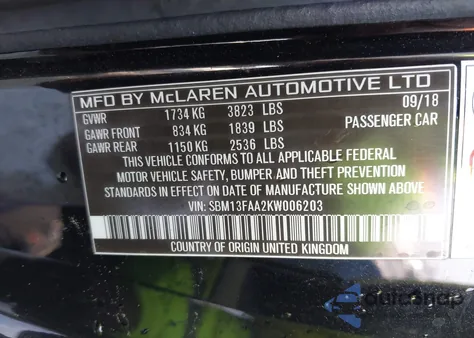 MFD BY McLAREN AUTOMOTIVE LTD
09/18
GVWR 1734 KG 3823 LBS
GAWR FRONT 834 KG 1839 LBS PASSENGER CAR
GAWR REAR 1150 KG 2536 LBS
THIS VEHICLE CONFORMS TO ALL APPLICABLE FEDERAL
MOTOR VEHICLE SAFETY, BUMPER, AND THEFT PREVENTION
STANDARDS IN EFFECT ON DATE OF MANUFACTURE SHOWN ABOVE.
VIN: SBM13FAA2KW006203
COUNTRY OF ORIGIN UNITED KINGDOM